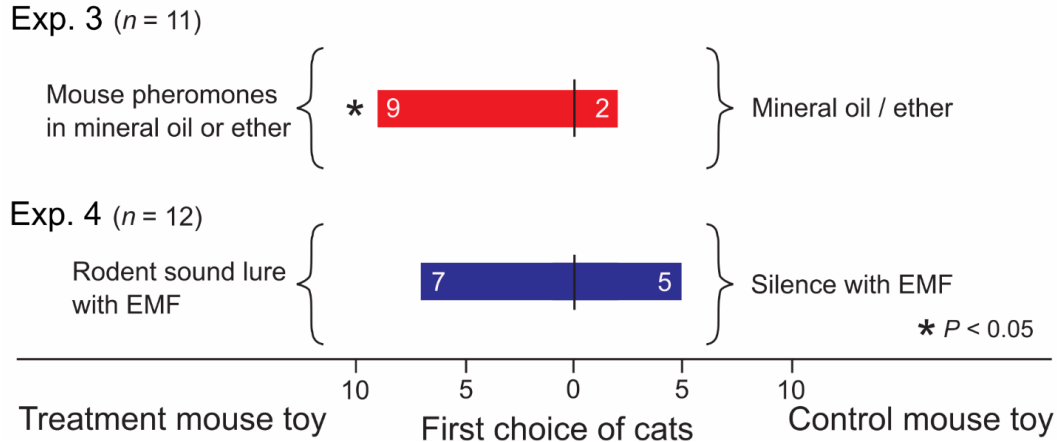 Exp. 3 (n = 11)
Mouse pheromones
in mineral oil or ether
* 9 2
Mineral oil / ether
Exp. 4 (n = 12)
Rodent sound lure
with EMF
7 5
Silence with EMF
* P < 0.05
10 5 0 5 10
Treatment mouse toy First choice of cats Control mouse toy